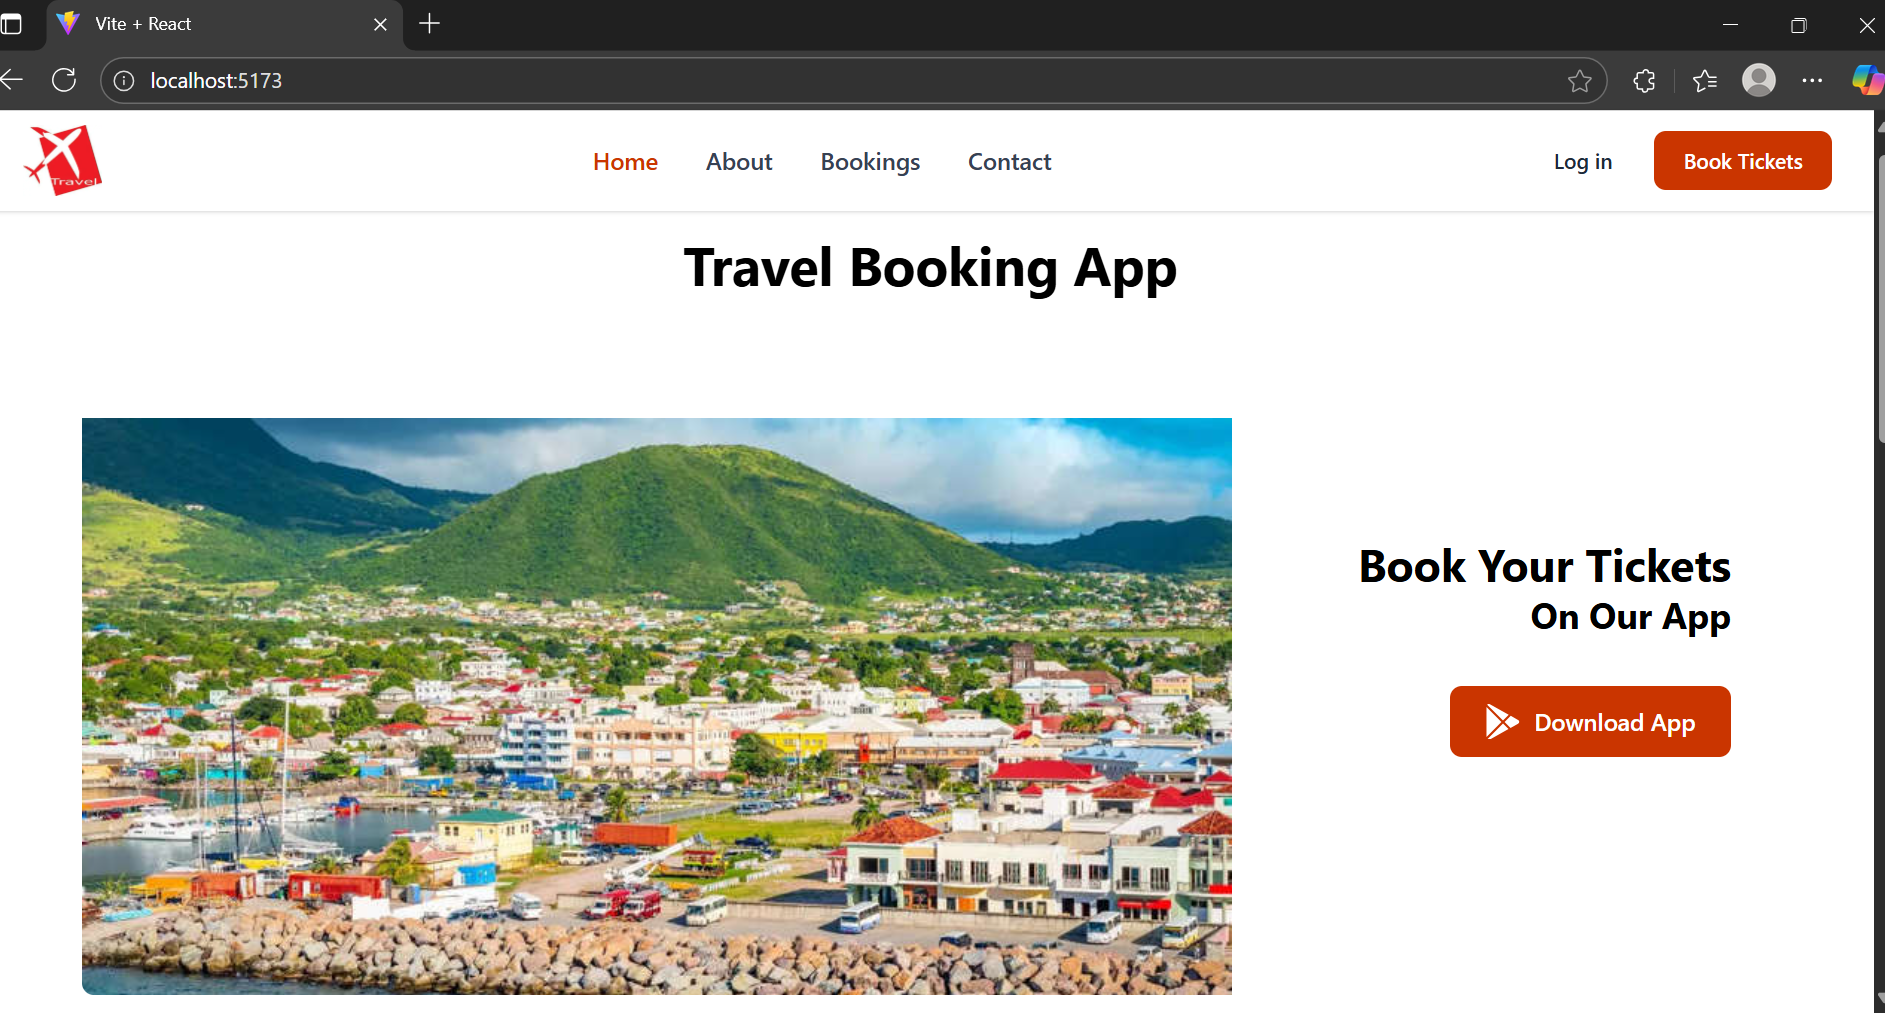 Vite + React
localhost:5173
Travel
Home About Bookings Contact Log in Book Tickets
Travel Booking App
Book Your Tickets
On Our App
Download App